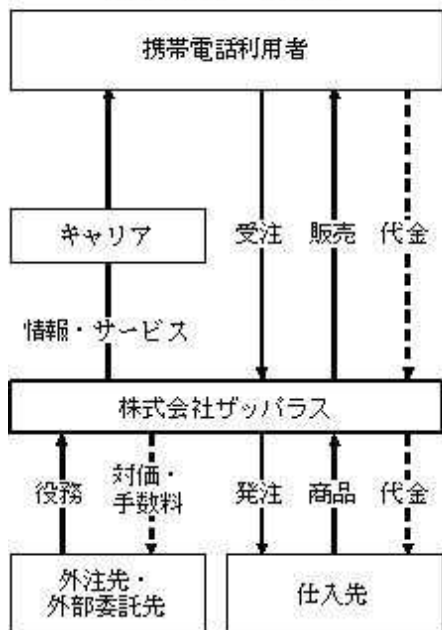 携帯電話利用者
キャリア
受注
販売
代金
情報・サービス
株式会社ザッパラス
役務
対価・
手数料
発注
商品
代金
外注先・
外部委託先
仕入先